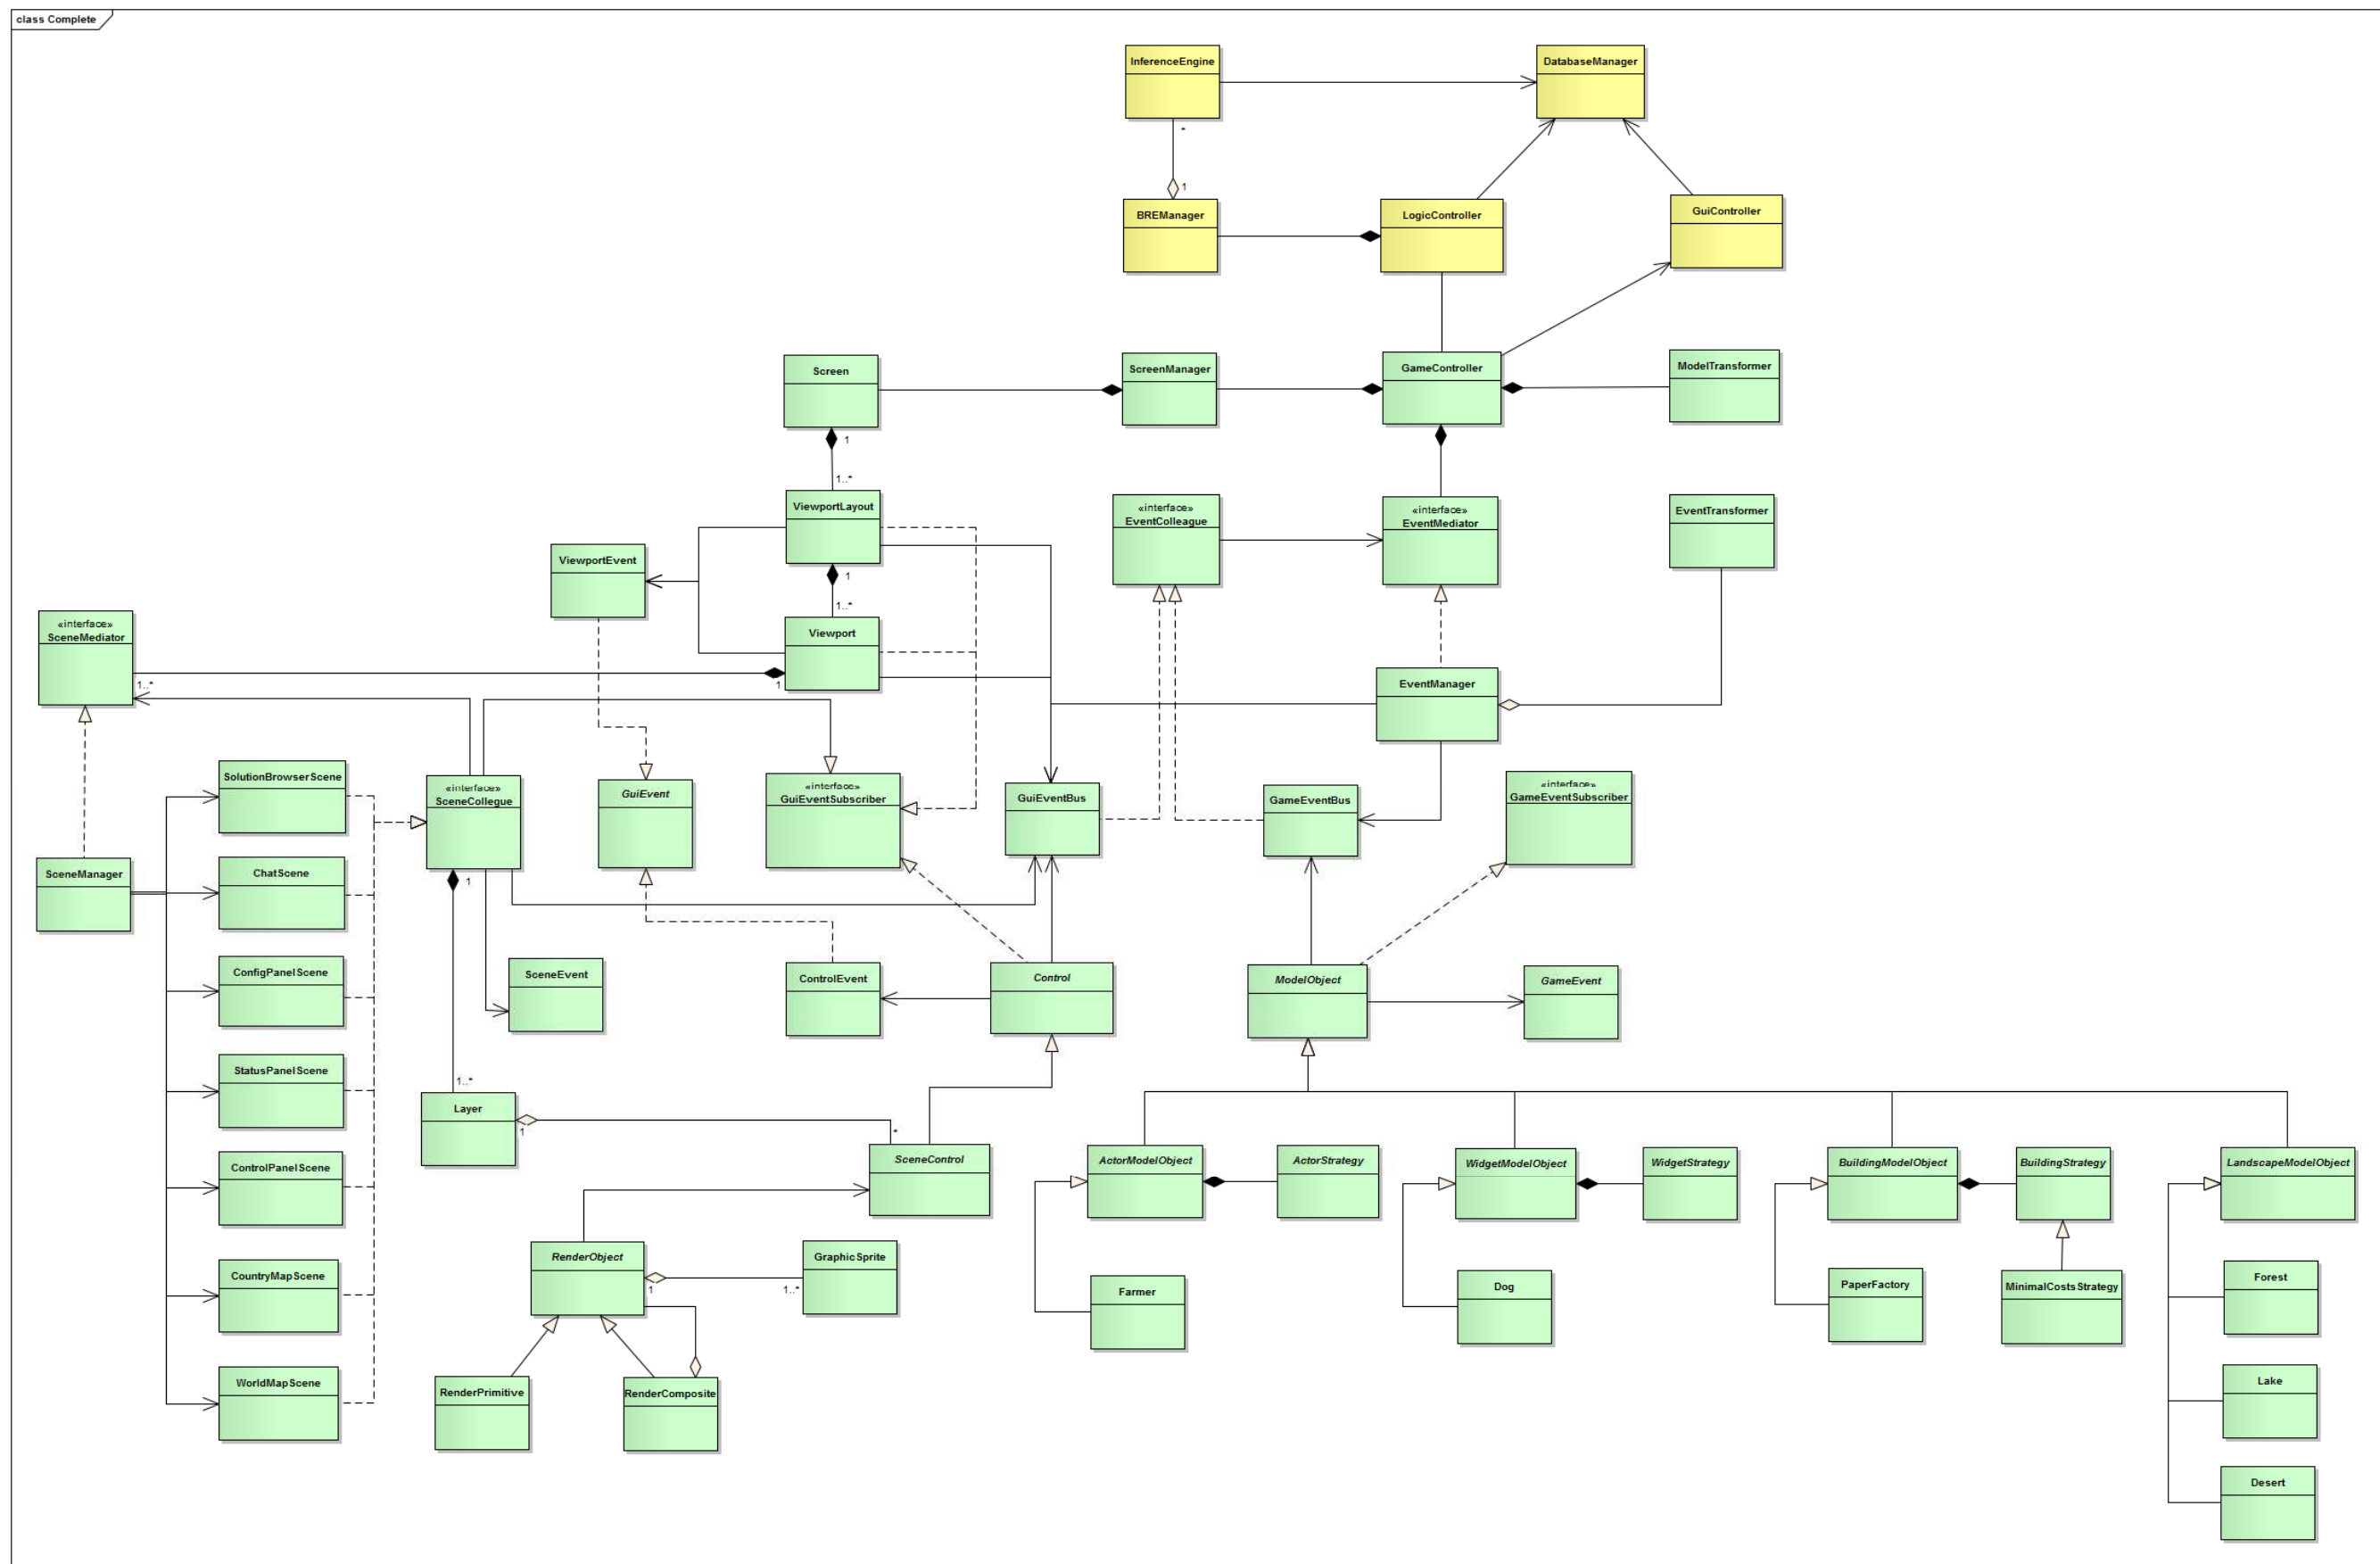 class Complete
InferenceEngine
DatabaseManager
*
1
BREManager
LogicController
GuiController
Screen
ScreenManager
GameController
ModelTransformer
1
1..*
ViewportLayout
«interface»
EventColleague
«interface»
EventMediator
EventTransformer
ViewportEvent
1
1..*
«interface»
SceneMediator
Viewport
1..*
1
EventManager
SolutionBrowserScene
«interface»
SceneCollegue
GuiEvent
«interface»
GuiEventSubscriber
GuiEventBus
GameEventBus
«interface»
GameEventSubscriber
SceneManager
ChatScene
1
ConfigPanelScene
SceneEvent
ControlEvent
Control
ModelObject
GameEvent
StatusPanelScene
1..*
Layer
1
*
ControlPanelScene
SceneControl
ActorModelObject
ActorStrategy
WidgetModelObject
WidgetStrategy
BuildingModelObject
BuildingStrategy
LandscapeModelObject
CountryMapScene
RenderObject
1
1..*
GraphicSprite
Farmer
Dog
PaperFactory
MinimalCostsStrategy
Forest
WorldMapScene
RenderPrimitive
RenderComposite
Lake
Desert